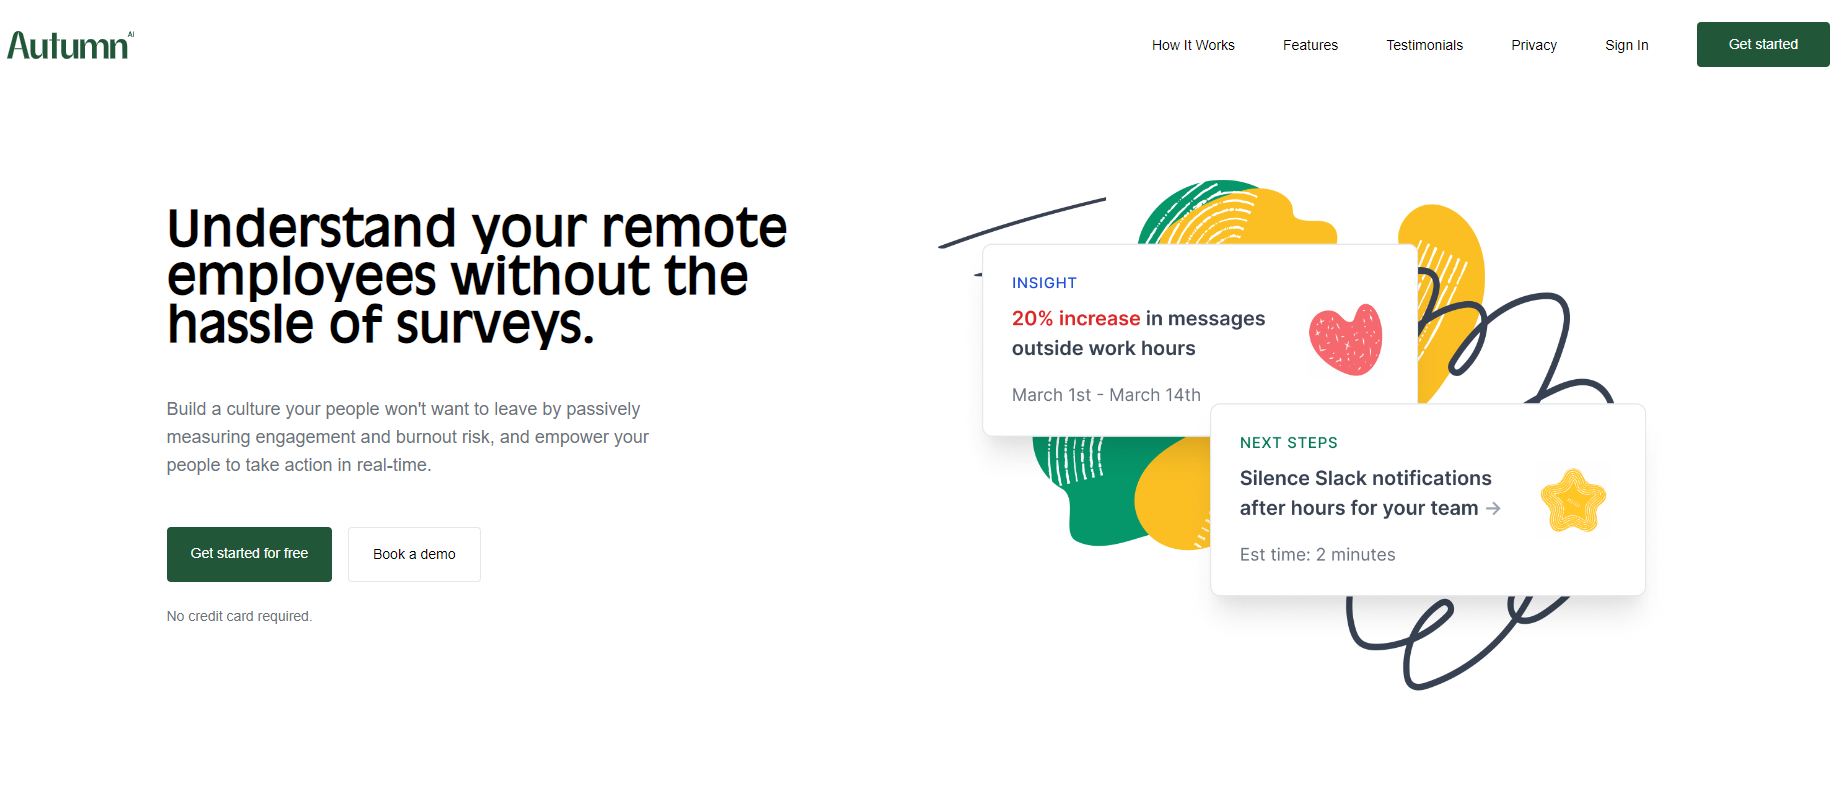 Autumn AI
How It Works
Features
Testimonials
Privacy
Sign In
Get started
Understand your remote
employees without the
hassle of surveys.
Build a culture your people won't want to leave by passively
measuring engagement and burnout risk, and empower your
people to take action in real-time.
Get started for free
Book a demo
No credit card required.
INSIGHT
20% increase in messages
outside work hours
March 1st - March 14th
NEXT STEPS
Silence Slack notifications
after hours for your team →
Est time: 2 minutes